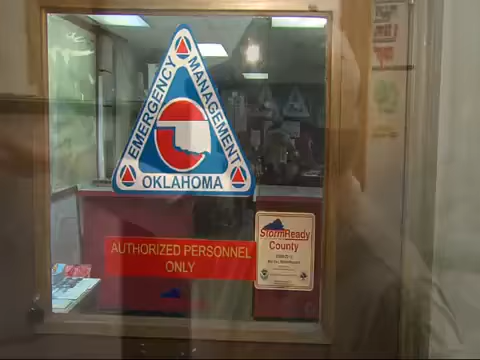 EMERGENCY
MANAGEMENT
OKLAHOMA
AUTHORIZED PERSONNEL
ONLY
StormReady
County